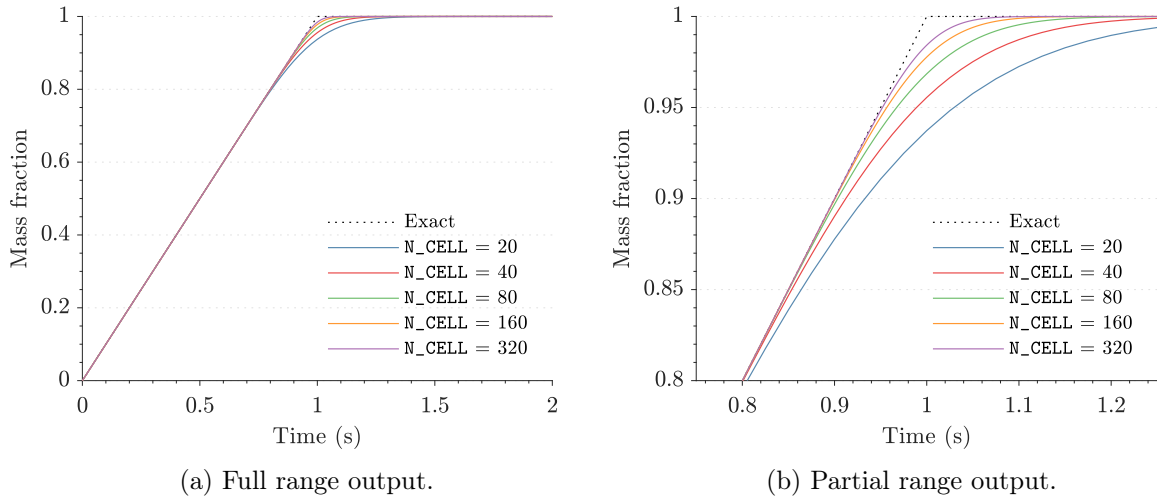 1
0.8
0.6
0.4
0.2
0
Mass fraction
0
0.5
1
1.5
2
Time (s)
Exact
N_CELL = 20
N_CELL = 40
N_CELL = 80
N_CELL = 160
N_CELL = 320
(a) Full range output.
1
0.95
0.9
0.85
0.8
Mass fraction
0.8
0.9
1
1.1
1.2
Time (s)
Exact
N_CELL = 20
N_CELL = 40
N_CELL = 80
N_CELL = 160
N_CELL = 320
(b) Partial range output.